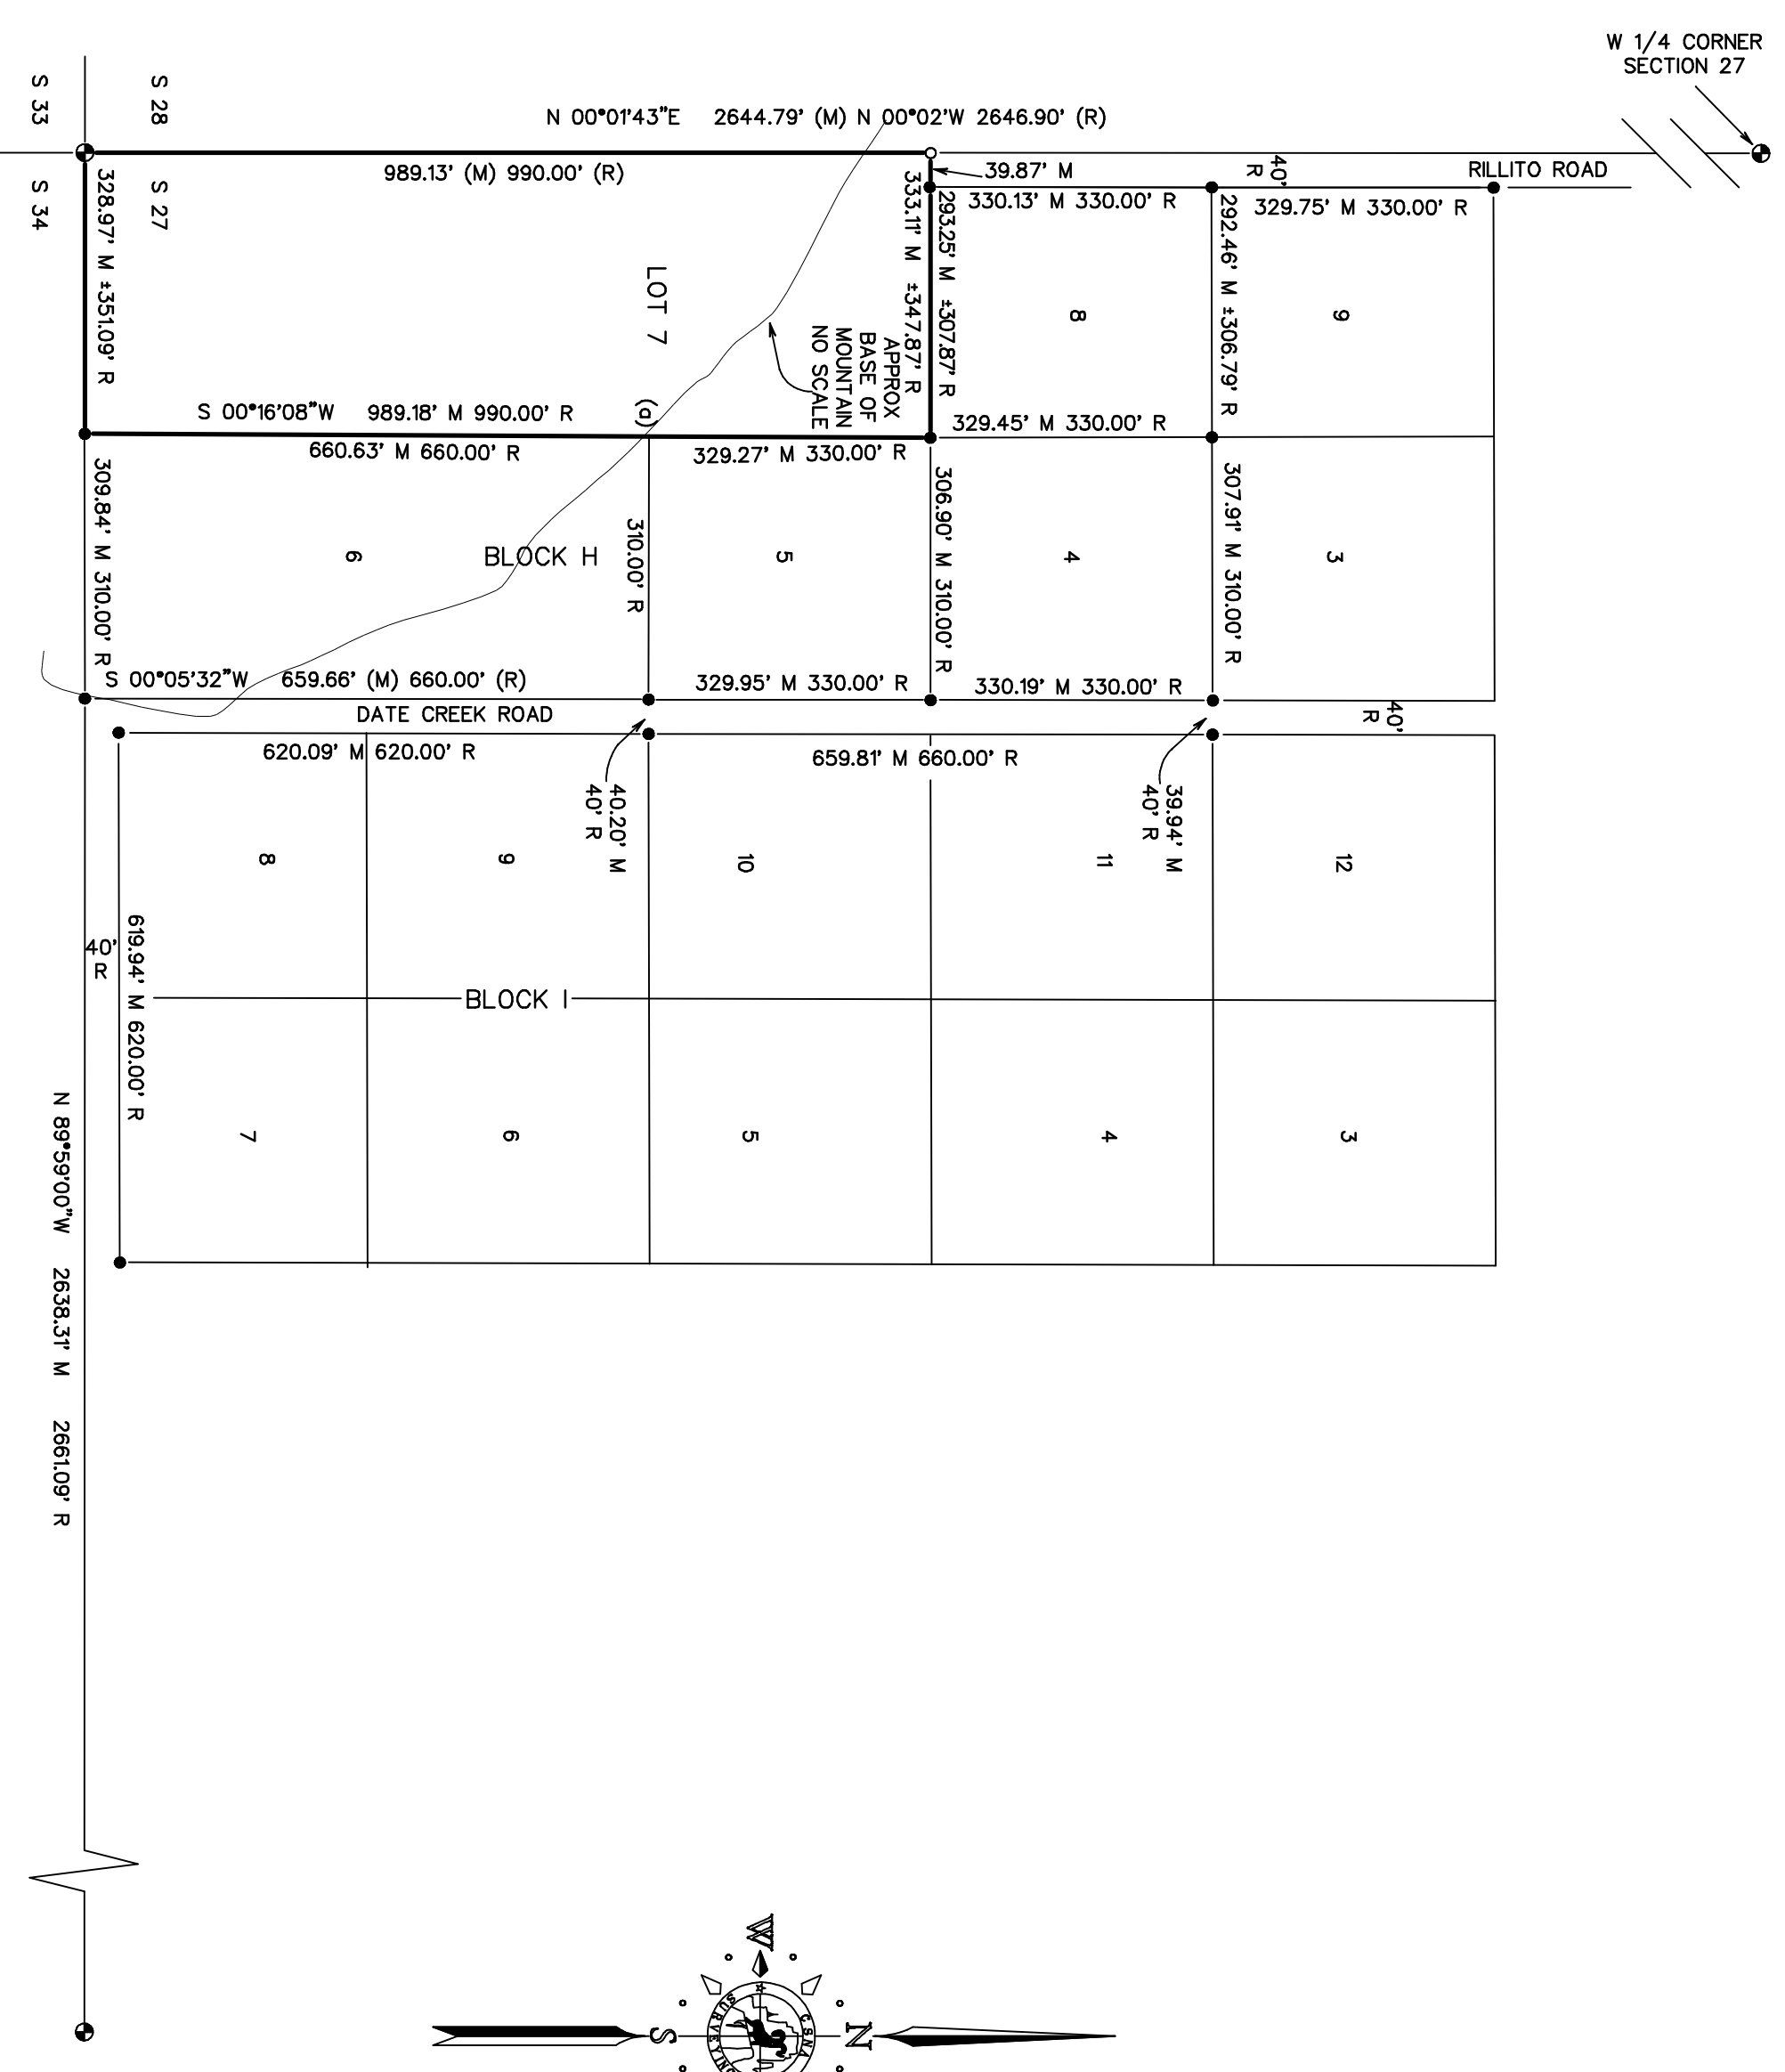 W 1/4 CORNER
SECTION 27
S 33
S 28
S 34
S 27
N 00°01'43"E 2644.79' (M) N 00°02'W 2646.90' (R)
989.13' (M) 990.00' (R)
39.87' M
40'
R
RILLITO ROAD
330.13' M 330.00' R
329.75' M 330.00' R
328.97' M ±351.09' R
333.11' M ±347.87' R
293.25' M ±307.87' R
292.46' M ±306.79' R
LOT 7
8
9
APPROX
BASE OF
MOUNTAIN
NO SCALE
(a)
S 00°16'08"W 989.18' M 990.00' R
329.45' M 330.00' R
660.63' M 660.00' R
329.27' M 330.00' R
309.84' M 310.00' R
310.00' R
306.90' M 310.00' R
307.91' M 310.00' R
6
BLOCK H
5
4
3
S 00°05'32"W 659.66' (M) 660.00' (R)
329.95' M 330.00' R
330.19' M 330.00' R
DATE CREEK ROAD
40'
R
620.09' M 620.00' R
659.81' M 660.00' R
40.20' M
40' R
39.94' M
40' R
8
9
10
11
12
40'
R
619.94' M 620.00' R
BLOCK I
7
6
5
4
3
N 89°59'00"W 2638.31' M 2661.09' R
W
S
N
CSNA